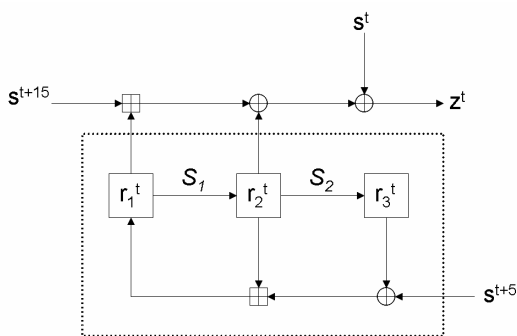 s^t
s^{t+15}
z^t
r_1^t
S_1
r_2^t
S_2
r_3^t
s^{t+5}